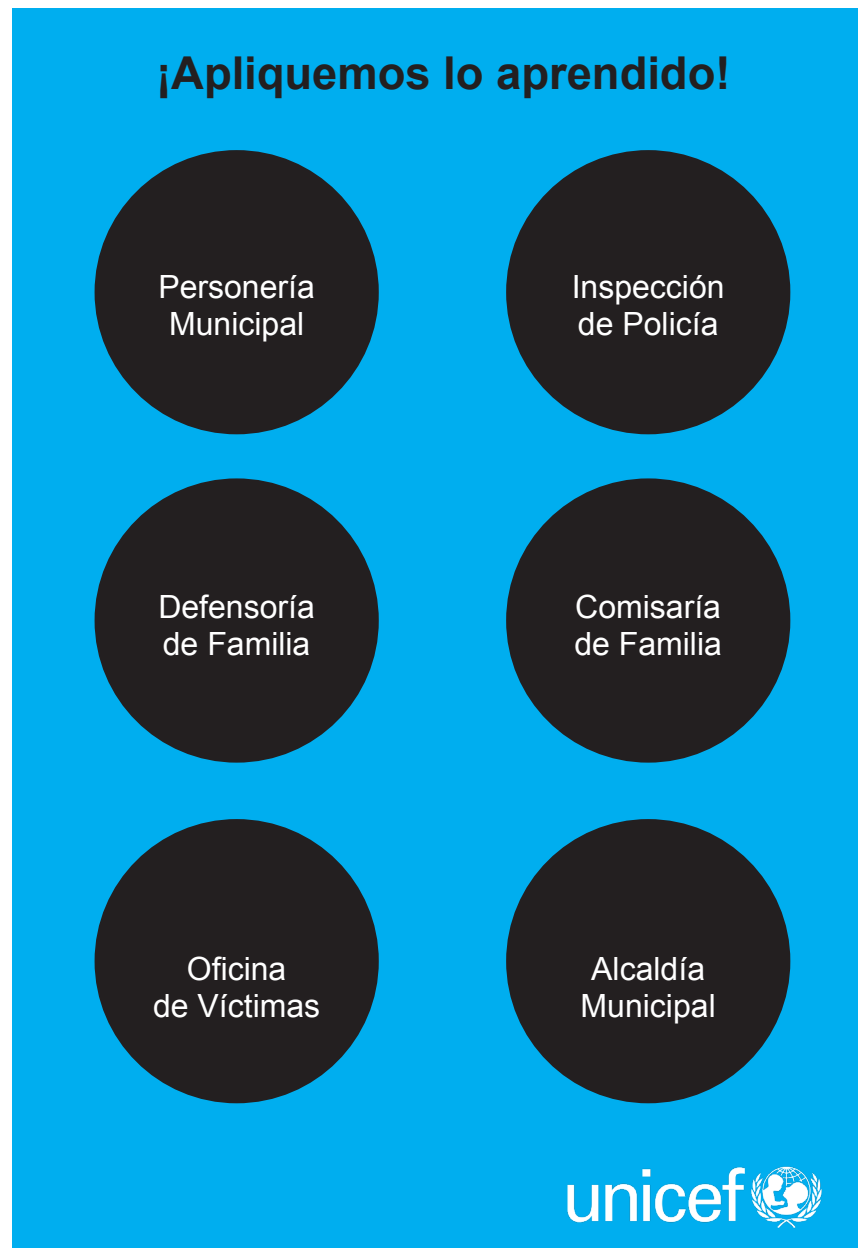 ¡Apliquemos lo aprendido!
Personería
Municipal
Inspección
de Policía
Defensoría
de Familia
Comisaría
de Familia
Oficina
de Víctimas
Alcaldía
Municipal
unicef